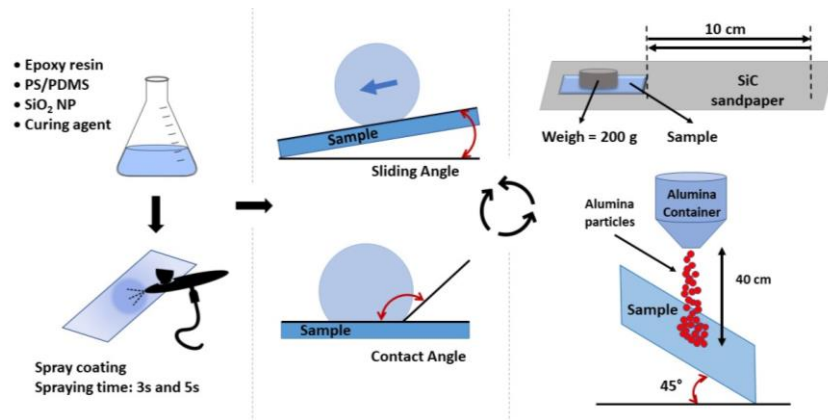 • Epoxy resin
• PS/PDMS
• SiO₂ NP
• Curing agent
Spray coating
Spraying time: 3s and 5s
Sample
Sliding Angle
Sample
Contact Angle
10 cm
SiC
sandpaper
Weigh = 200 g
Sample
Alumina
particles
Alumina
Container
40 cm
Sample
45°